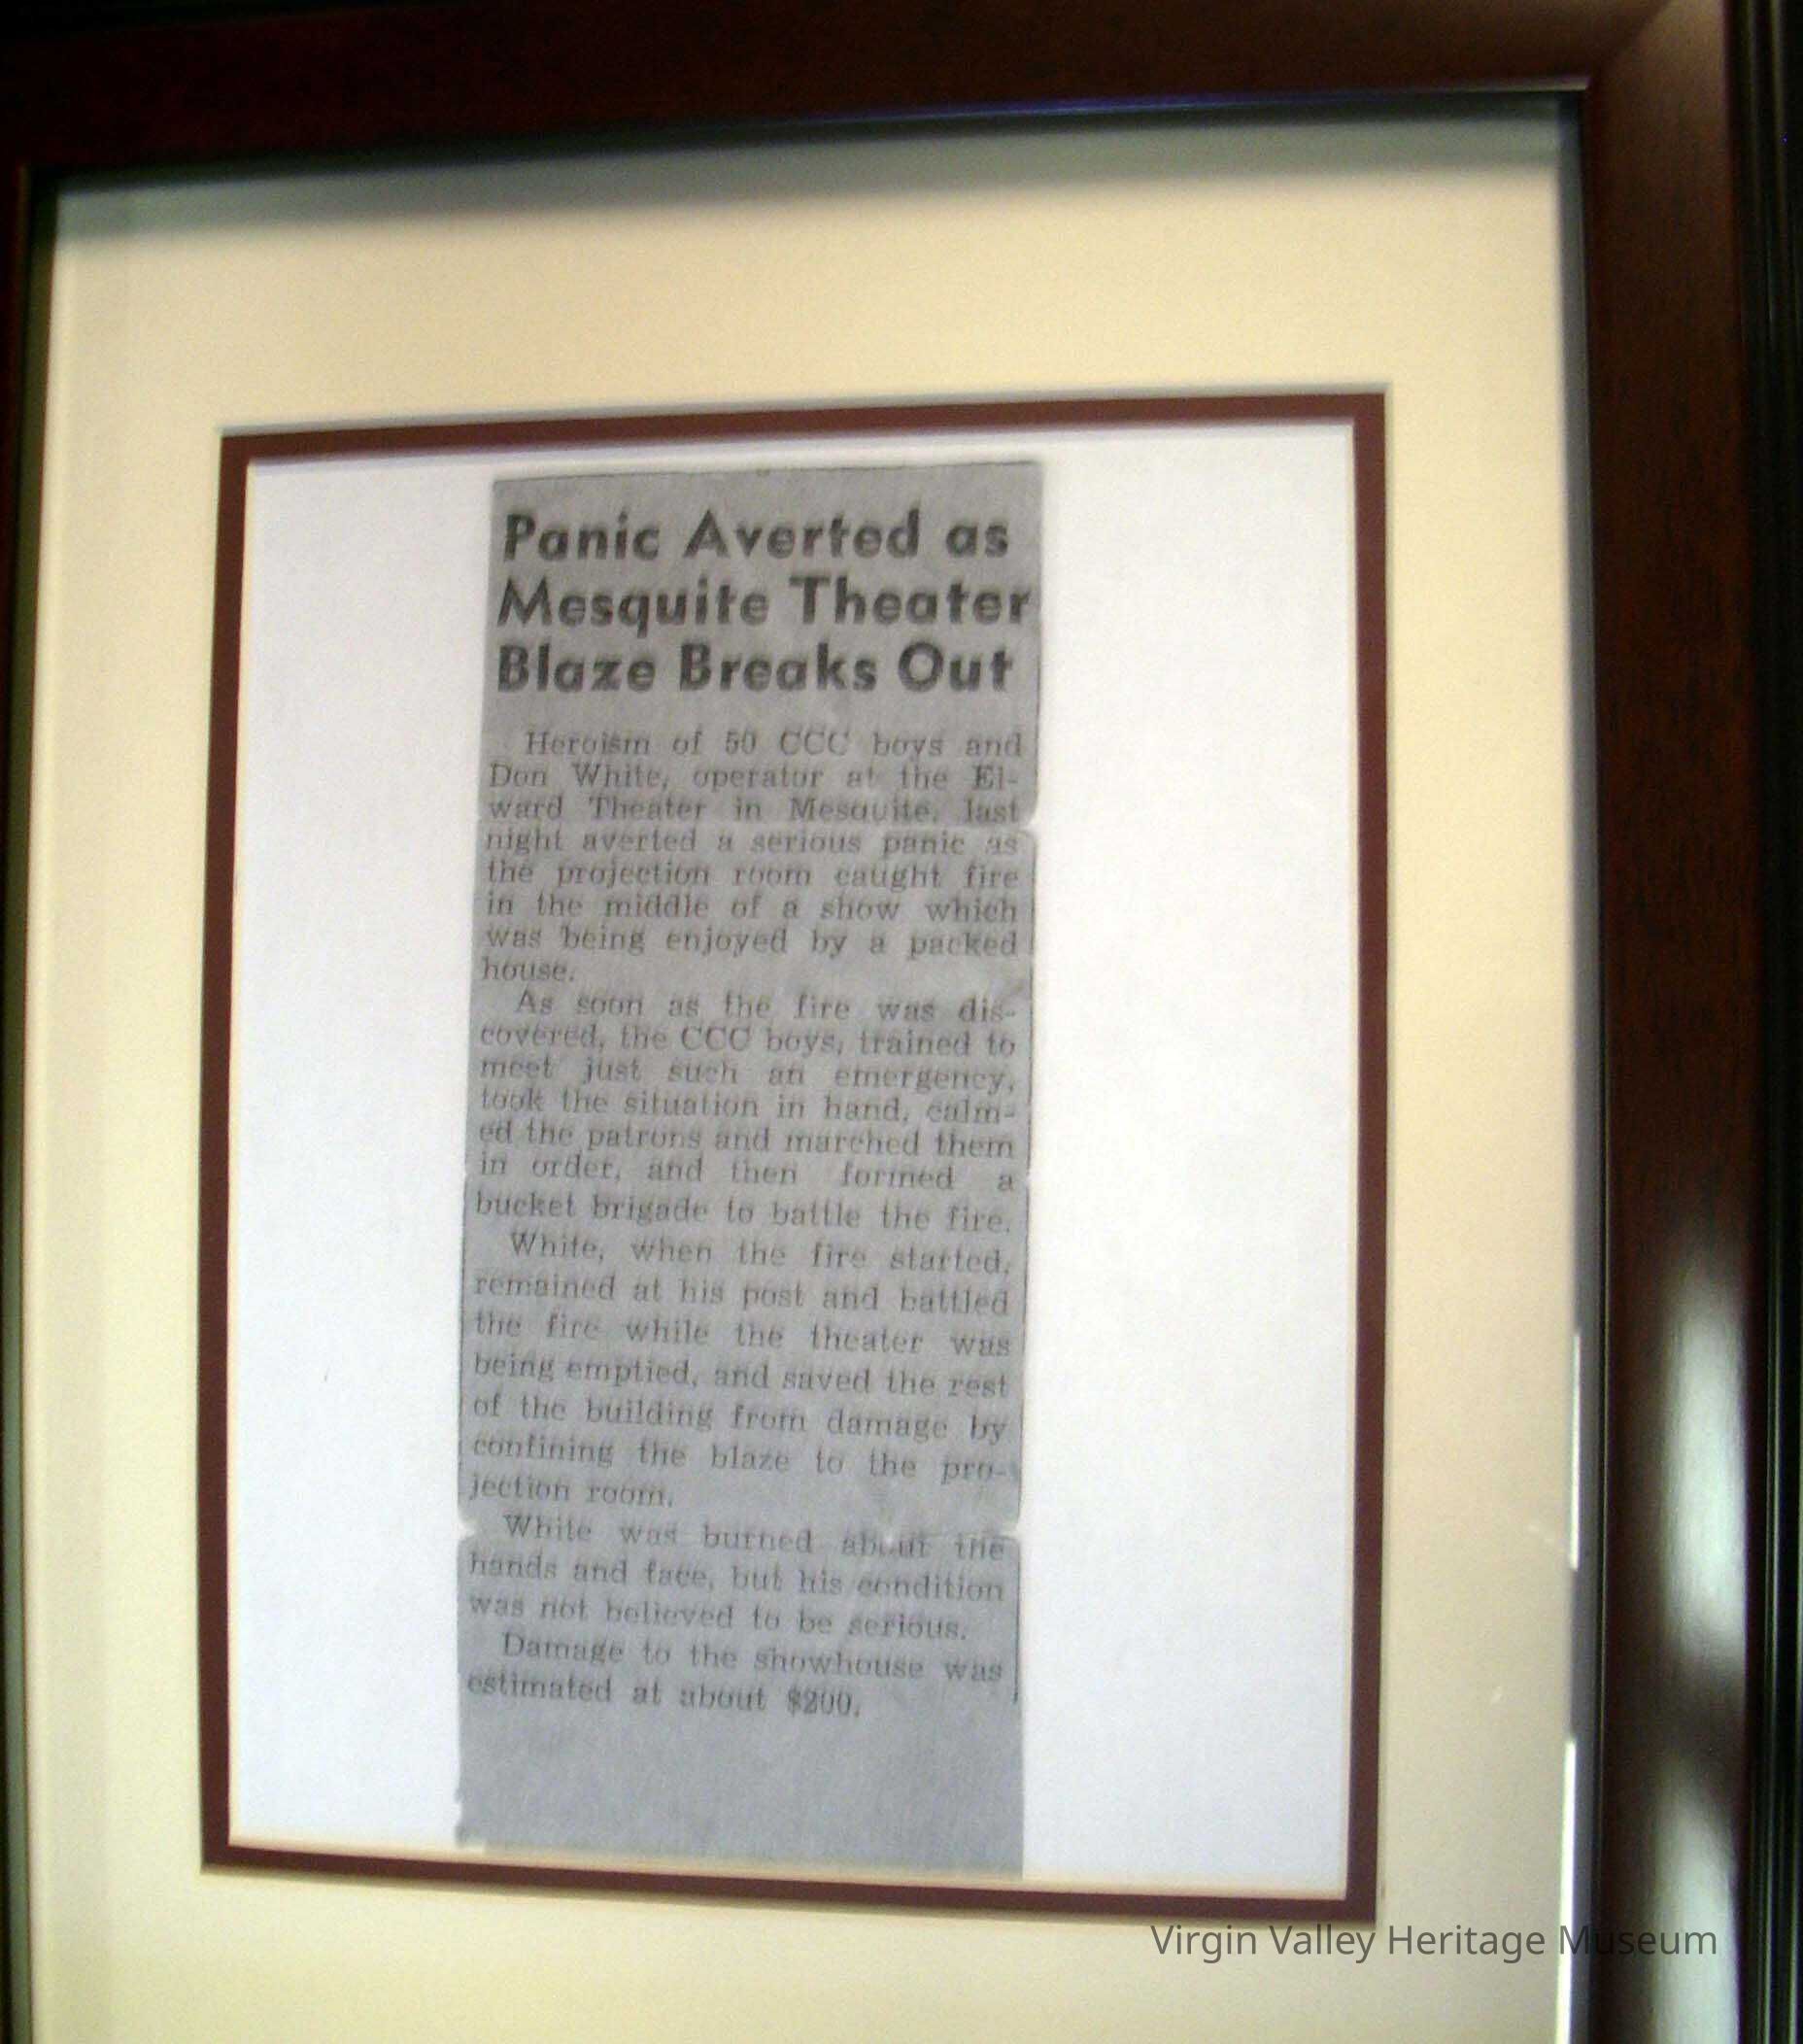 Panic Averted as
Mesquite Theater
Blaze Breaks Out
Heroism of 50 CCC boys and
Don White, operator at the El-
ward Theater in Mesquite, last
night averted a serious panic as
the projection room caught fire
in the middle of a show which
was being enjoyed by a packed
house.
As soon as the fire was dis-
covered, the CCC boys, trained to
meet just such an emergency,
took the situation in hand, calm-
ed the patrons and marched them
in order, and then formed a
bucket brigade to battle the fire.
White, when the fire started,
remained at his post and battled
the fire while the theater was
being emptied, and saved the rest
of the building from damage by
confining the blaze to the pro-
jection room.
White was burned about the
hands and face, but his condition
was not believed to be serious.
Damage to the showhouse was
estimated at about $200.
Virgin Valley Heritage Museum